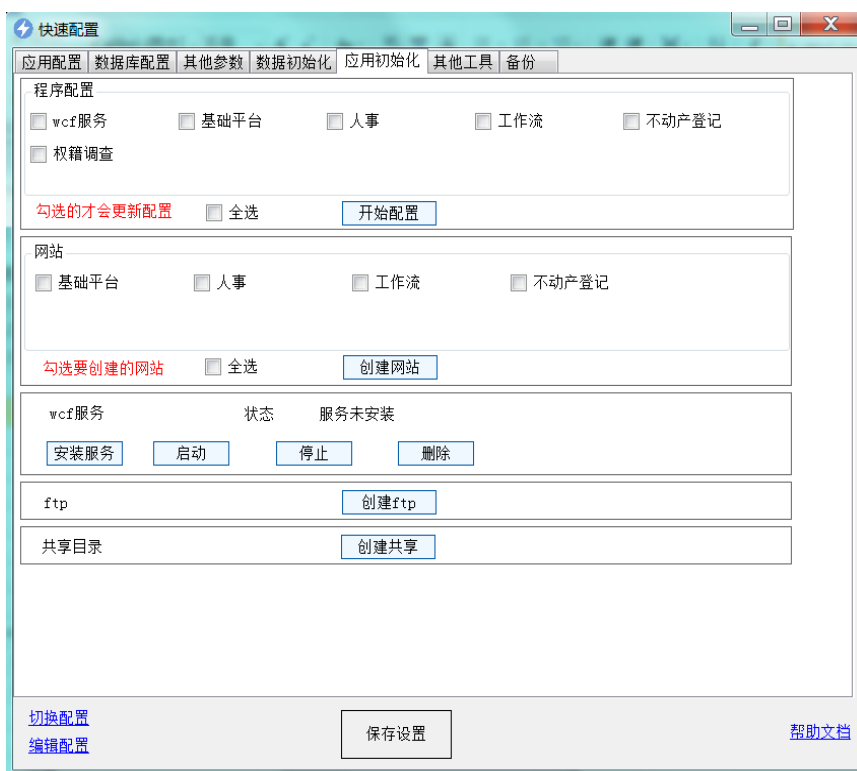 快速配置
应用配置 数据库配置 其他参数 数据初始化 应用初始化 其他工具 备份
程序配置
wcf服务 基础平台 人事 工作流 不动产登记
权籍调查
勾选的才会更新配置 全选 开始配置
网站
基础平台 人事 工作流 不动产登记
勾选要创建的网站 全选 创建网站
wcf服务 状态 服务未安装
安装服务 启动 停止 删除
ftp 创建ftp
共享目录 创建共享
切换配置
保存设置 帮助文档
编辑配置